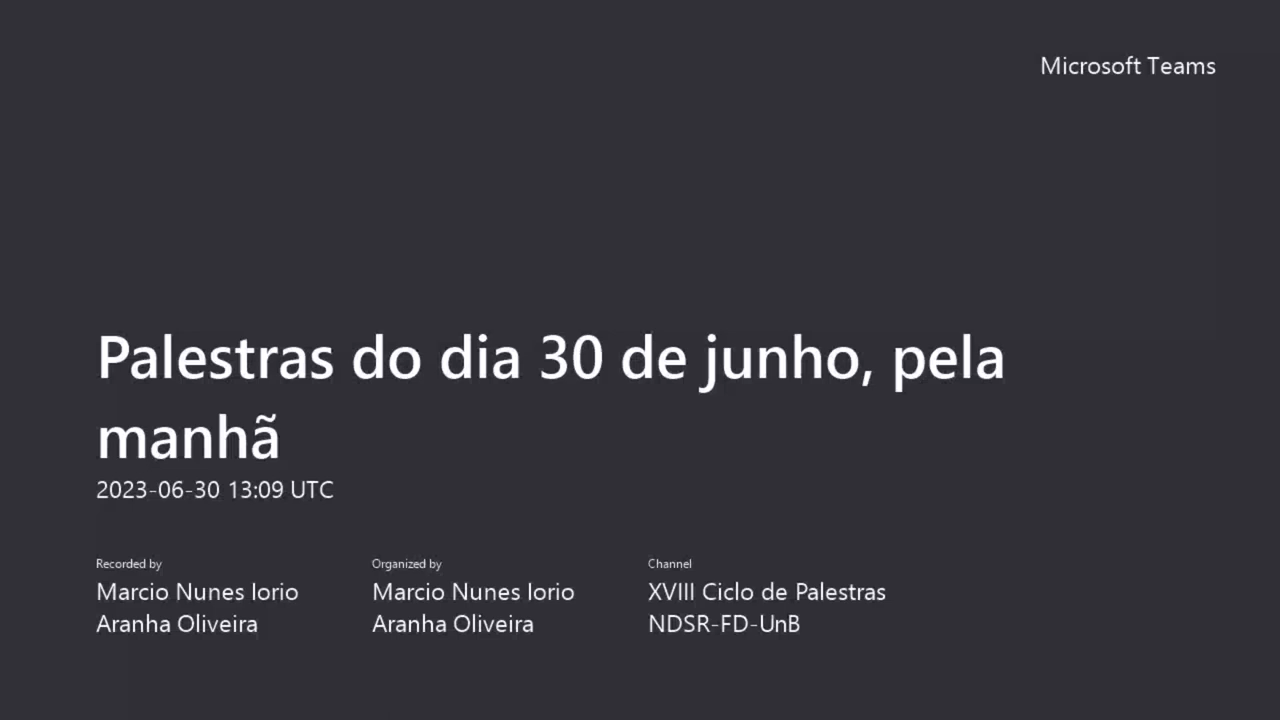 Microsoft Teams
Palestras do dia 30 de junho, pela
manhã
2023-06-30 13:09 UTC
Recorded by
Marcio Nunes Iorio
Aranha Oliveira
Organized by
Marcio Nunes Iorio
Aranha Oliveira
Channel
XVIII Ciclo de Palestras
NDSR-FD-UnB